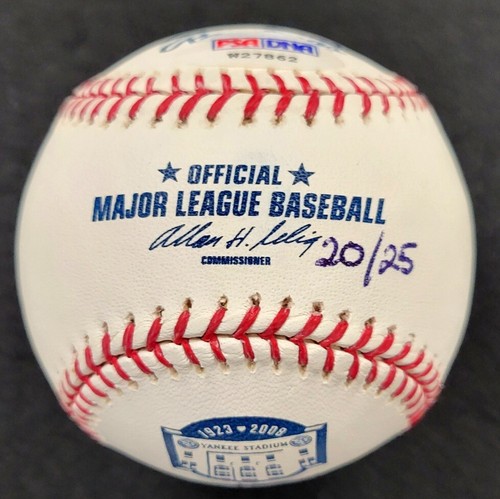 PSA DNA
W27862
★ OFFICIAL ★
MAJOR LEAGUE BASEBALL
Allan H. Selig 20/25
COMMISSIONER
1923 ♥ 2008
YANKEE STADIUM